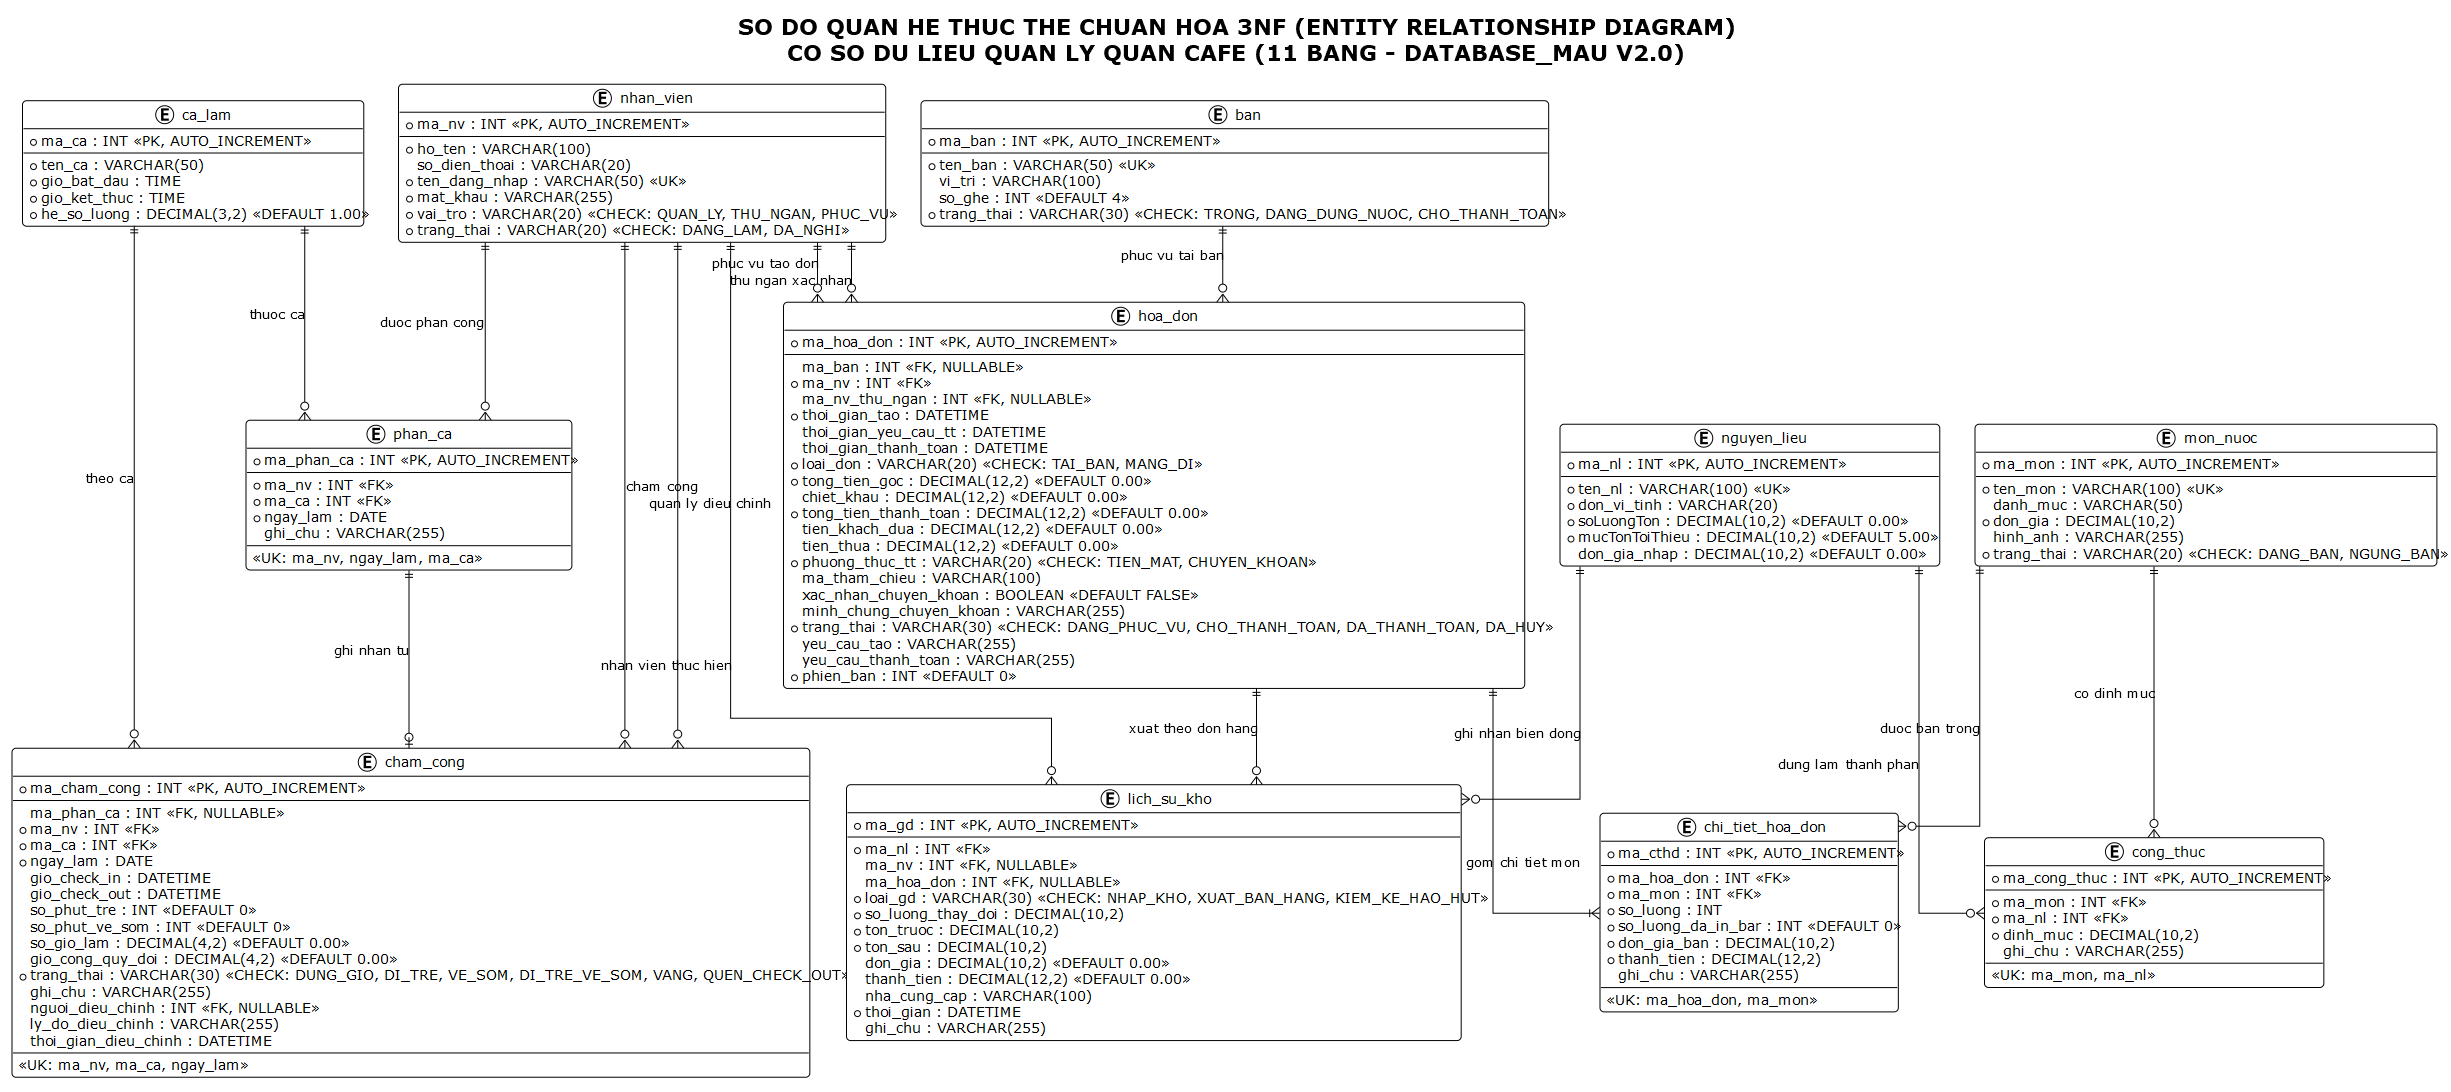 SO DO QUAN HE THUC THE CHUAN HOA 3NF (ENTITY RELATIONSHIP DIAGRAM)
CO SO DU LIEU QUAN LY QUAN CAFE (11 BANG - DATABASE_MAU V2.0)
E ca_lam
ma_ca : INT «PK, AUTO_INCREMENT»
ten_ca : VARCHAR(50)
gio_bat_dau : TIME
gio_ket_thuc : TIME
he_so_luong : DECIMAL(3,2) «DEFAULT 1.00»
E nhan_vien
ma_nv : INT «PK, AUTO_INCREMENT»
ho_ten : VARCHAR(100)
so_dien_thoai : VARCHAR(20)
ten_dang_nhap : VARCHAR(50) «UK»
mat_khau : VARCHAR(255)
vai_tro : VARCHAR(20) «CHECK: QUAN_LY, THU_NGAN, PHUC_VU»
trang_thai : VARCHAR(20) «CHECK: DANG_LAM, DA_NGHI»
E ban
ma_ban : INT «PK, AUTO_INCREMENT»
ten_ban : VARCHAR(50) «UK»
vi_tri : VARCHAR(100)
so_ghe : INT «DEFAULT 4»
trang_thai : VARCHAR(30) «CHECK: TRONG, DANG_DUNG_NUOC, CHO_THANH_TOAN»
phuc vu tao don
thu ngan xac nhan
phuc vu tai ban
thuoc ca
duoc phan cong
E hoa_don
ma_hoa_don : INT «PK, AUTO_INCREMENT»
ma_ban : INT «FK, NULLABLE»
ma_nv : INT «FK»
ma_nv_thu_ngan : INT «FK, NULLABLE»
thoi_gian_tao : DATETIME
thoi_gian_yeu_cau_tt : DATETIME
thoi_gian_thanh_toan : DATETIME
loai_don : VARCHAR(20) «CHECK: TAI_BAN, MANG_DI»
tong_tien_goc : DECIMAL(12,2) «DEFAULT 0.00»
chiet_khau : DECIMAL(12,2) «DEFAULT 0.00»
tong_tien_thanh_toan : DECIMAL(12,2) «DEFAULT 0.00»
tien_khach_dua : DECIMAL(12,2) «DEFAULT 0.00»
tien_thua : DECIMAL(12,2) «DEFAULT 0.00»
phuong_thuc_tt : VARCHAR(20) «CHECK: TIEN_MAT, CHUYEN_KHOAN»
ma_tham_chieu : VARCHAR(100)
xac_nhan_chuyen_khoan : BOOLEAN «DEFAULT FALSE»
minh_chung_chuyen_khoan : VARCHAR(255)
trang_thai : VARCHAR(30) «CHECK: DANG_PHUC_VU, CHO_THANH_TOAN, DA_THANH_TOAN, DA_HUY»
yeu_cau_tao : VARCHAR(255)
yeu_cau_thanh_toan : VARCHAR(255)
phien_ban : INT «DEFAULT 0»
E phan_ca
ma_phan_ca : INT «PK, AUTO_INCREMENT»
ma_nv : INT «FK»
ma_ca : INT «FK»
ngay_lam : DATE
ghi_chu : VARCHAR(255)
«UK: ma_nv, ngay_lam, ma_ca»
E nguyen_lieu
ma_nl : INT «PK, AUTO_INCREMENT»
ten_nl : VARCHAR(100) «UK»
don_vi_tinh : VARCHAR(20)
soLuongTon : DECIMAL(10,2) «DEFAULT 0.00»
mucTonToiThieu : DECIMAL(10,2) «DEFAULT 5.00»
don_gia_nhap : DECIMAL(10,2) «DEFAULT 0.00»
E mon_nuoc
ma_mon : INT «PK, AUTO_INCREMENT»
ten_mon : VARCHAR(100) «UK»
danh_muc : VARCHAR(50)
don_gia : DECIMAL(10,2)
hinh_anh : VARCHAR(255)
trang_thai : VARCHAR(20) «CHECK: DANG_BAN, NGUNG_BAN»
theo ca
cham cong
quan ly dieu chinh
ghi nhan tu
nhan vien thuc hien
xuat theo don hang
ghi nhan bien dong
co dinh muc
duoc ban trong
dung lam thanh phan
gom chi tiet mon
E cham_cong
ma_cham_cong : INT «PK, AUTO_INCREMENT»
ma_phan_ca : INT «FK, NULLABLE»
ma_nv : INT «FK»
ma_ca : INT «FK»
ngay_lam : DATE
gio_check_in : DATETIME
gio_check_out : DATETIME
so_phut_tre : INT «DEFAULT 0»
so_phut_ve_som : INT «DEFAULT 0»
so_gio_lam : DECIMAL(4,2) «DEFAULT 0.00»
gio_cong_quy_doi : DECIMAL(4,2) «DEFAULT 0.00»
trang_thai : VARCHAR(30) «CHECK: DUNG_GIO, DI_TRE, VE_SOM, DI_TRE_VE_SOM, VANG, QUEN_CHECK_OUT»
ghi_chu : VARCHAR(255)
nguoi_dieu_chinh : INT «FK, NULLABLE»
ly_do_dieu_chinh : VARCHAR(255)
thoi_gian_dieu_chinh : DATETIME
«UK: ma_nv, ma_ca, ngay_lam»
E lich_su_kho
ma_gd : INT «PK, AUTO_INCREMENT»
ma_nl : INT «FK»
ma_nv : INT «FK, NULLABLE»
ma_hoa_don : INT «FK, NULLABLE»
loai_gd : VARCHAR(30) «CHECK: NHAP_KHO, XUAT_BAN_HANG, KIEM_KE_HAO_HUT»
so_luong_thay_doi : DECIMAL(10,2)
ton_truoc : DECIMAL(10,2)
ton_sau : DECIMAL(10,2)
don_gia : DECIMAL(10,2) «DEFAULT 0.00»
thanh_tien : DECIMAL(12,2) «DEFAULT 0.00»
nha_cung_cap : VARCHAR(100)
thoi_gian : DATETIME
ghi_chu : VARCHAR(255)
E chi_tiet_hoa_don
ma_cthd : INT «PK, AUTO_INCREMENT»
ma_hoa_don : INT «FK»
ma_mon : INT «FK»
so_luong : INT
so_luong_da_in_bar : INT «DEFAULT 0»
don_gia_ban : DECIMAL(10,2)
thanh_tien : DECIMAL(12,2)
ghi_chu : VARCHAR(255)
«UK: ma_hoa_don, ma_mon»
E cong_thuc
ma_cong_thuc : INT «PK, AUTO_INCREMENT»
ma_mon : INT «FK»
ma_nl : INT «FK»
dinh_muc : DECIMAL(10,2)
ghi_chu : VARCHAR(255)
«UK: ma_mon, ma_nl»